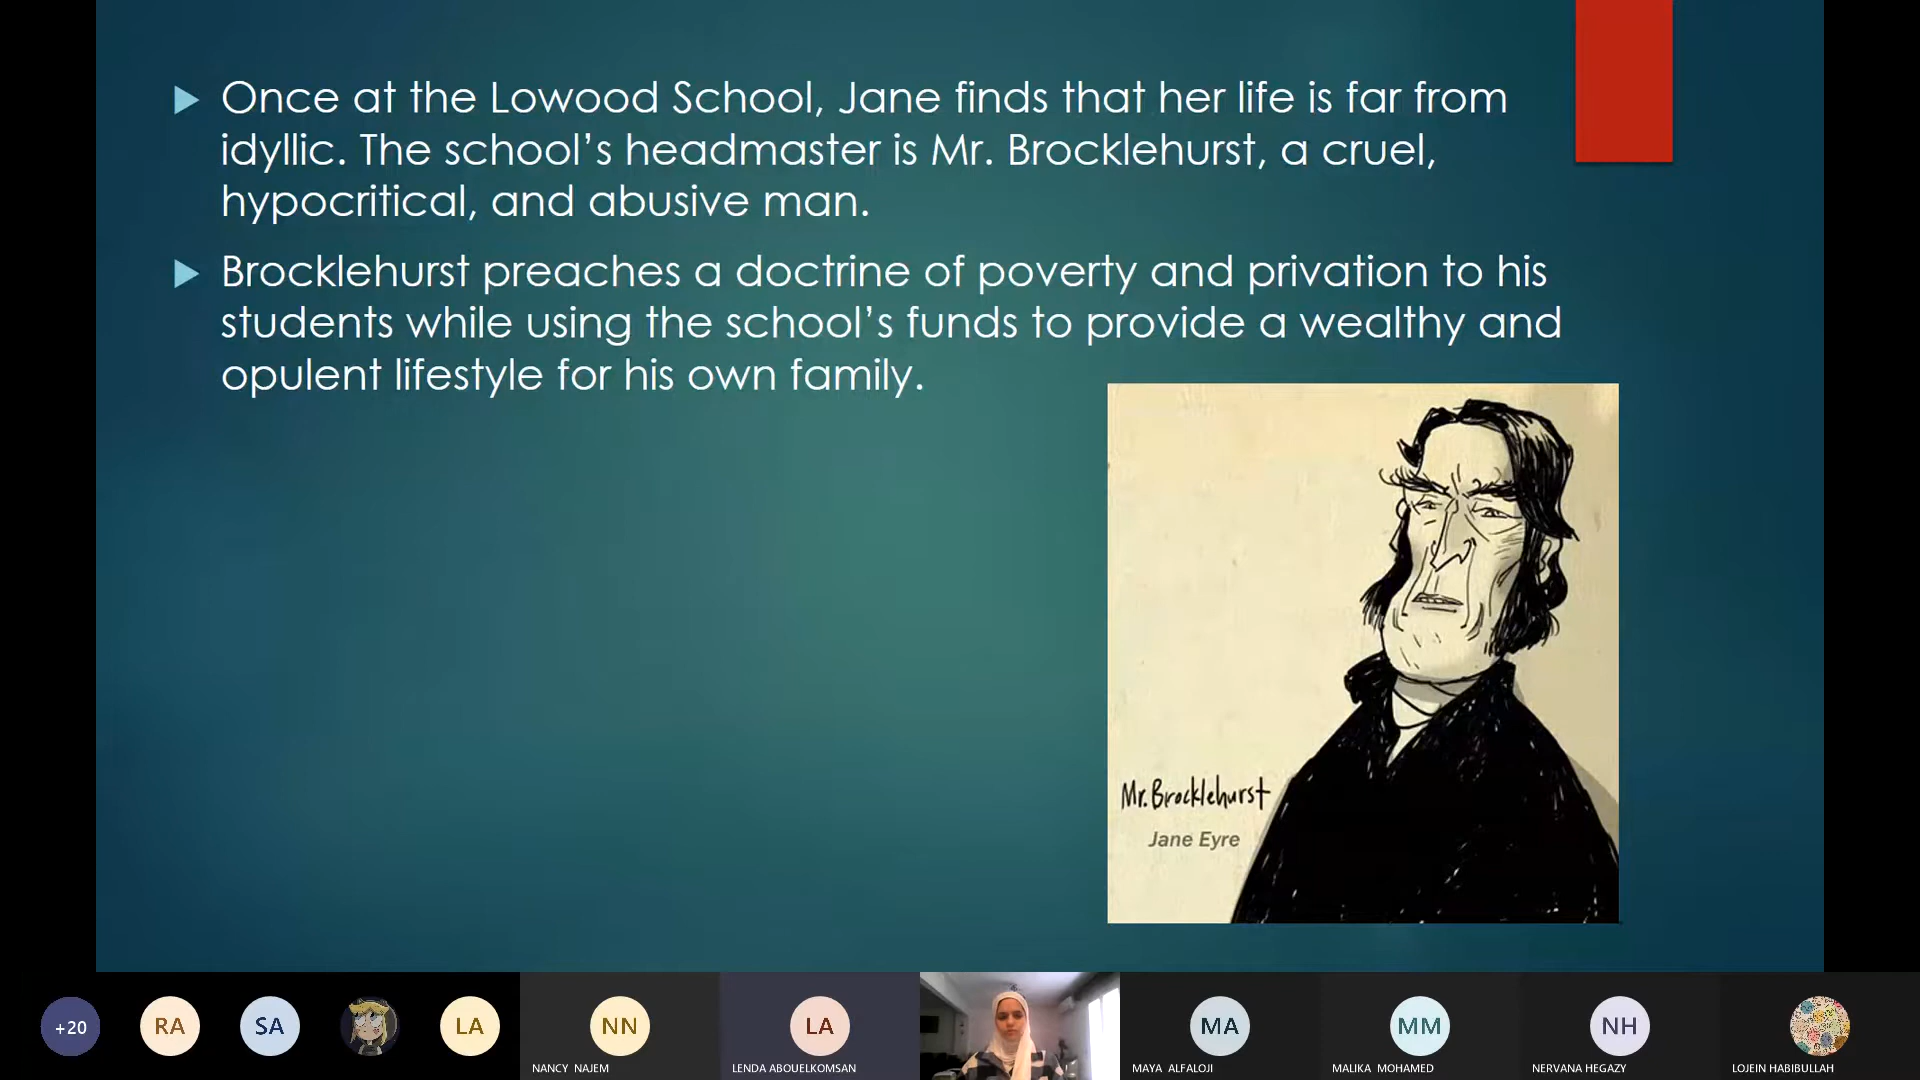 Once at the Lowood School, Jane finds that her life is far from
idyllic. The school’s headmaster is Mr. Brocklehurst, a cruel,
hypocritical, and abusive man.
Brocklehurst preaches a doctrine of poverty and privation to his
students while using the school’s funds to provide a wealthy and
opulent lifestyle for his own family.
Mr. Brocklehurst
Jane Eyre
+20
RA
SA
LA
NN
LA
MA
MM
NH
NANCY NAJEM
LENDA ABOUELKOMSAN
MAYA ALFALOJI
MALIKA MOHAMED
NERVANA HEGAZY
LOJEIN HABIBULLAH